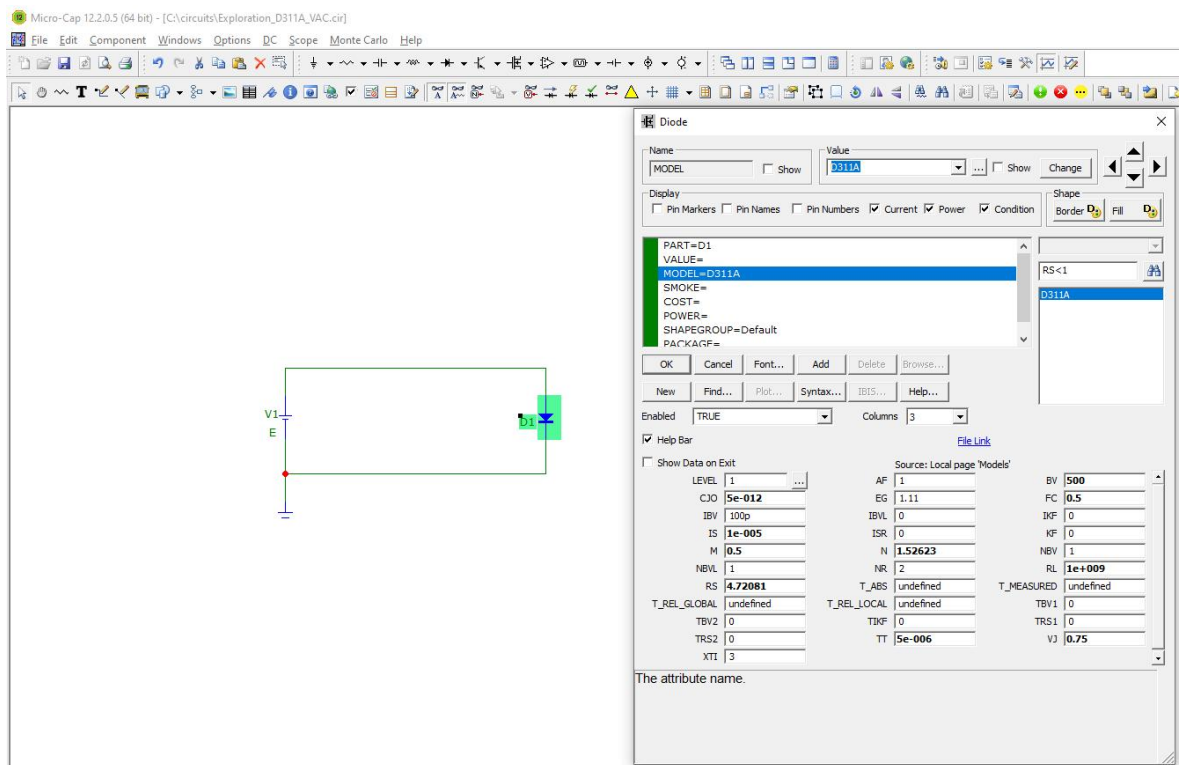 Micro-Cap 12.2.0.5 (64 bit) - [C:\circuits\Exploration_D311A_VAC.cir]
File Edit Component Windows Options DC Scope Monte Carlo Help
Diode
Name
Value
MODEL Show D311A ... Show Change
Display
Shape
Pin Markers Pin Names Pin Numbers Current Power Condition Border Fill
PART=D1
VALUE=
MODEL=D311A
SMOKE=
COST=
POWER=
SHAPEGROUP=Default
PACKAGE=
RS<1
D311A
OK Cancel Font... Add Delete Browse...
New Find... Plot... Syntax... IBIS... Help...
Enabled TRUE Columns 3
Help Bar File Link
Show Data on Exit Source: Local page 'Models'
LEVEL 1 ... AF 1 BV 500
CJO 5e-012 EG 1.11 FC 0.5
IBV 100p IBVL 0 IKF 0
IS 1e-005 ISR 0 KF 0
M 0.5 N 1.52623 NBV 1
NBVL 1 NR 2 RL 1e+009
RS 4.72081 T_ABS undefined T_MEASURED undefined
T_REL_GLOBAL undefined T_REL_LOCAL undefined TBV1 0
TBV2 0 TIKF 0 TRS1 0
TRS2 0 TT 5e-006 VJ 0.75
XTI 3
The attribute name.
V1
E
D1